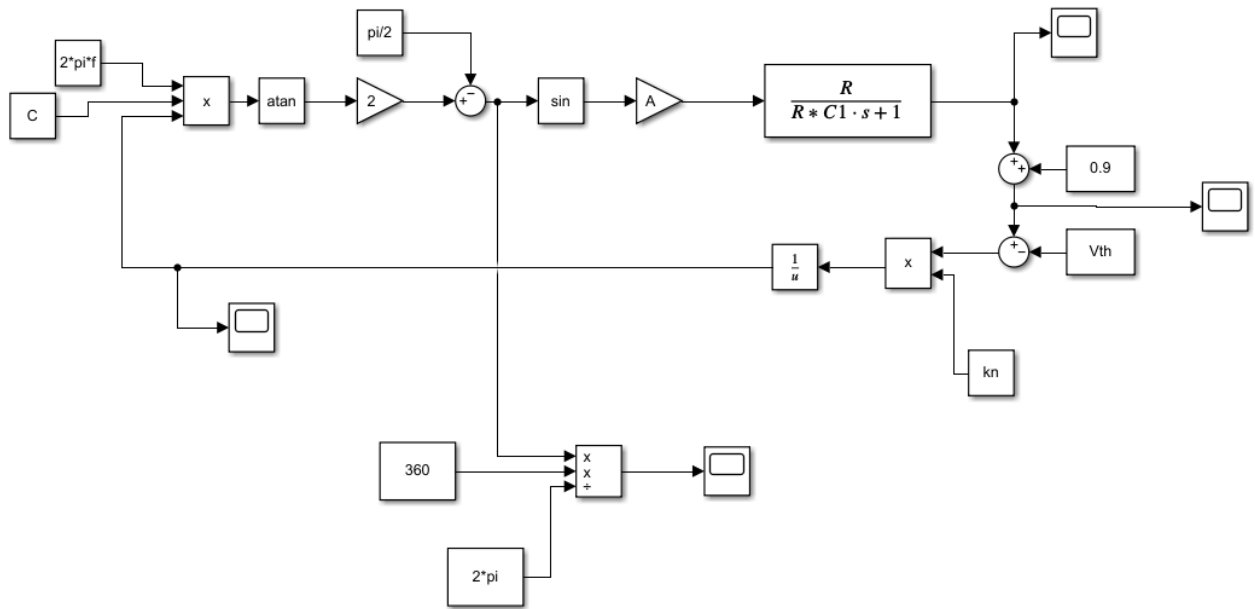 pi/2
2*pi*f
C
x
atan
2
+
−
sin
A
R
R ∗ C1 · s + 1
+
+
0.9
+
−
Vth
x
1
u
kn
360
x
x
÷
2*pi